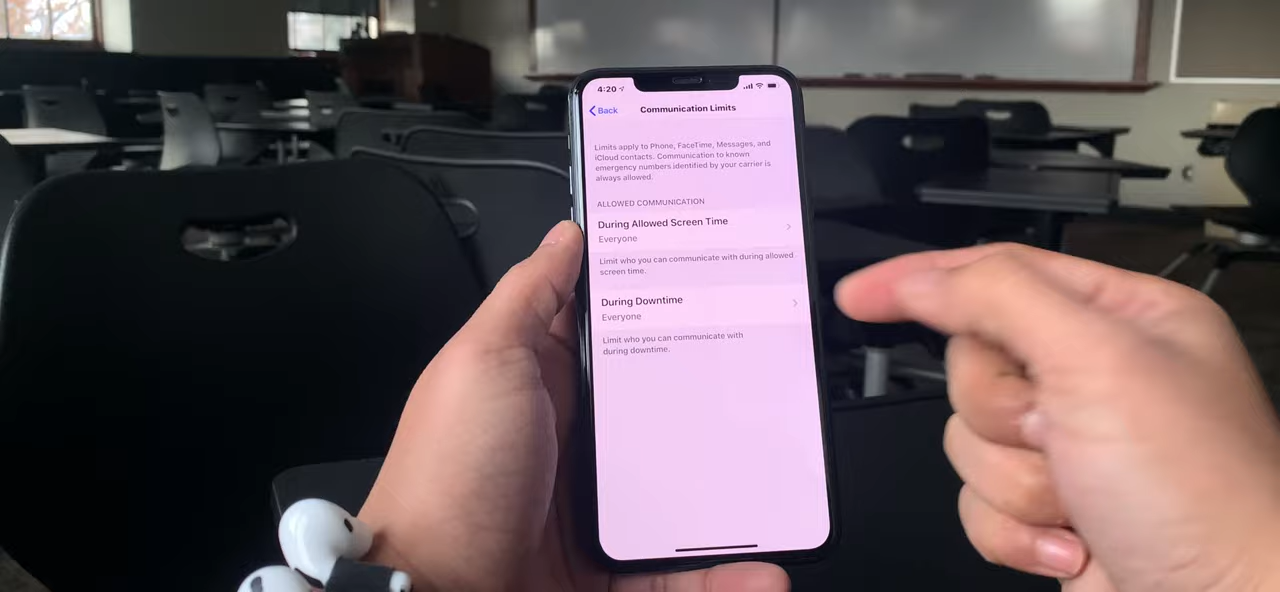 4:20
Back
Communication Limits
Limits apply to Phone, FaceTime, Messages, and
iCloud contacts. Communication to known
emergency numbers identified by your carrier is
always allowed.
ALLOWED COMMUNICATION
During Allowed Screen Time
Everyone
Limit who you can communicate with during allowed
screen time.
During Downtime
Everyone
Limit who you can communicate with
during downtime.